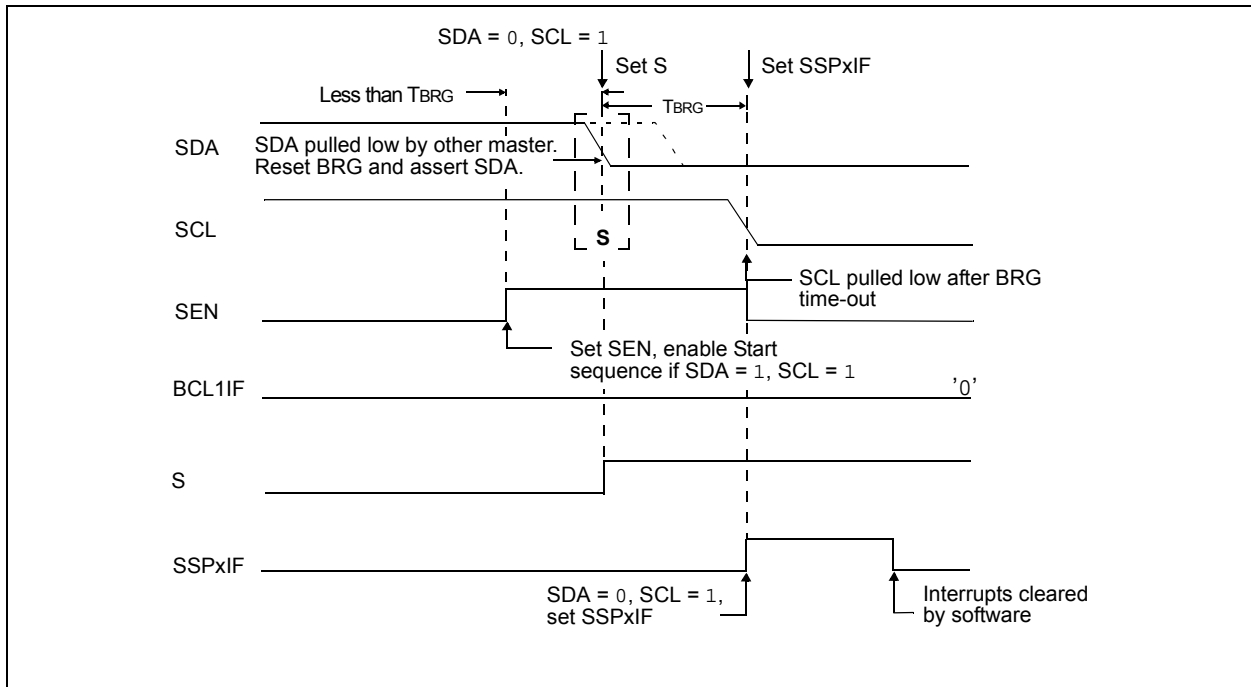 SDA = 0, SCL = 1
Set S
Set SSPxIF
Less than TBRG
TBRG
SDA
SDA pulled low by other master.
Reset BRG and assert SDA.
SCL
S
SCL pulled low after BRG
time-out
SEN
Set SEN, enable Start
sequence if SDA = 1, SCL = 1
BCL1IF
'0'
S
SSPxIF
SDA = 0, SCL = 1,
set SSPxIF
Interrupts cleared
by software